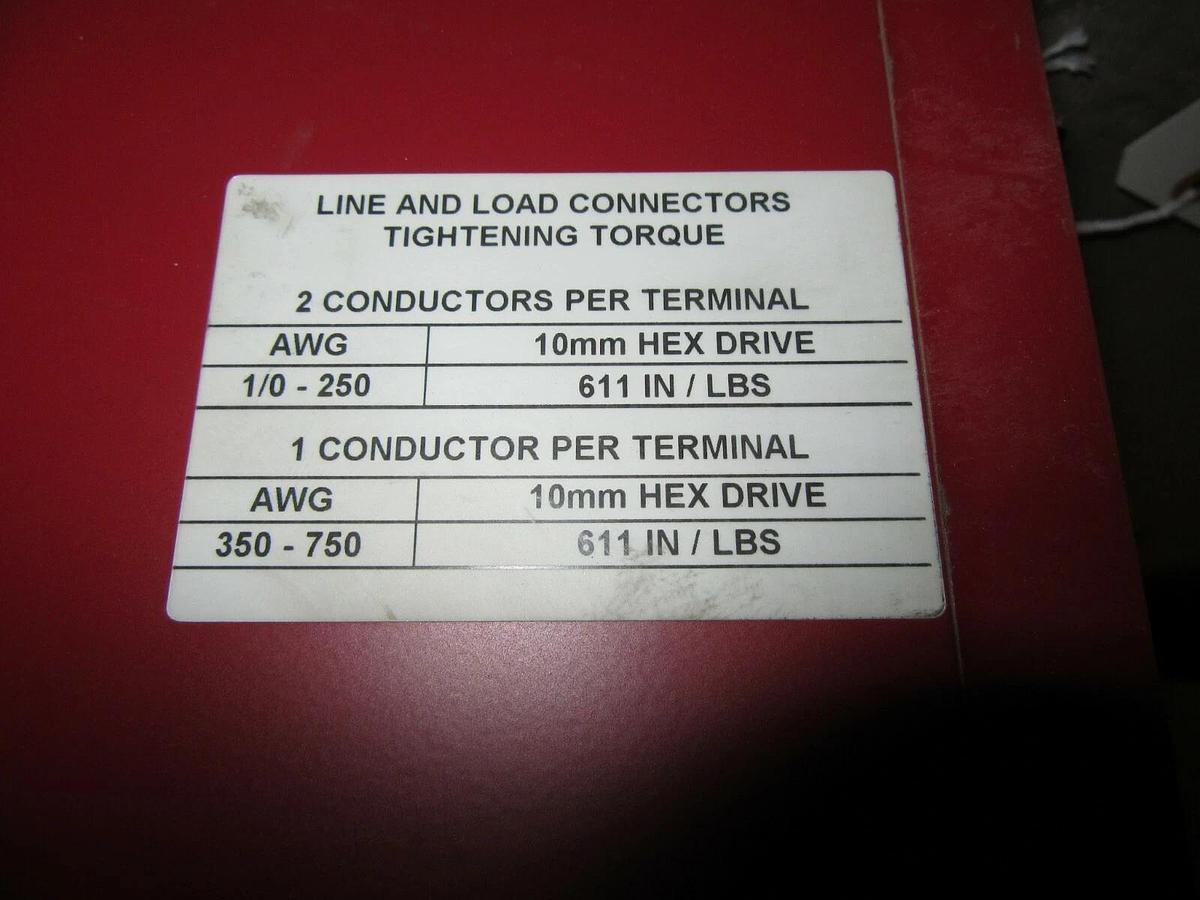 LINE AND LOAD CONNECTORS
TIGHTENING TORQUE
2 CONDUCTORS PER TERMINAL
AWG 10mm HEX DRIVE
1/0 - 250 611 IN / LBS
1 CONDUCTOR PER TERMINAL
AWG 10mm HEX DRIVE
350 - 750 611 IN / LBS